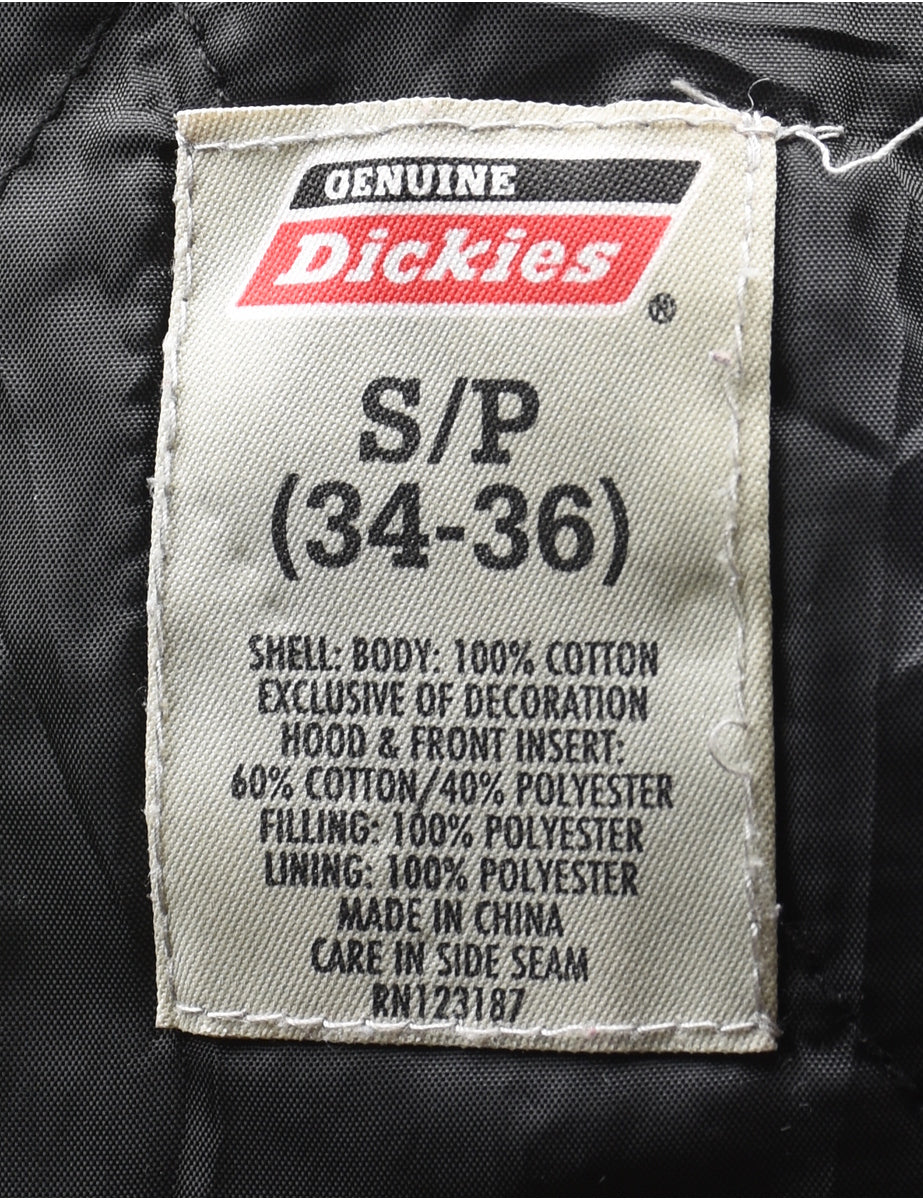 GENUINE
Dickies
®
S/P
(34-36)
SHELL: BODY: 100% COTTON
EXCLUSIVE OF DECORATION
HOOD & FRONT INSERT:
60% COTTON/40% POLYESTER
FILLING: 100% POLYESTER
LINING: 100% POLYESTER
MADE IN CHINA
CARE IN SIDE SEAM
RN123187